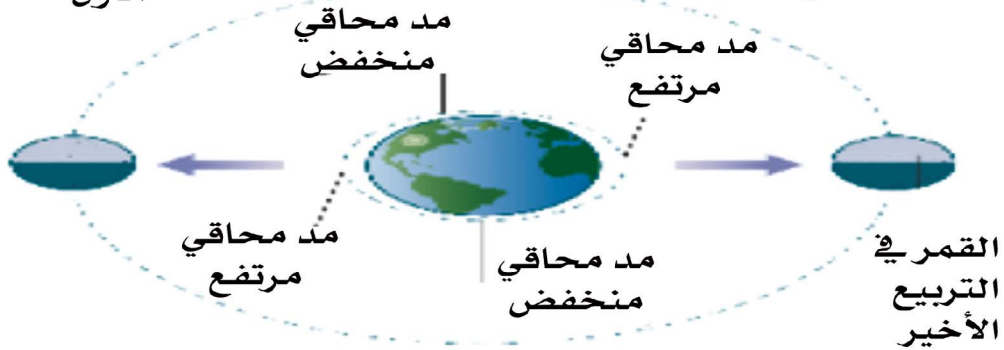 مد محاقي
منخفض
مد محاقي
مرتفع
مد محاقي
مرتفع
مد محاقي
منخفض
القمر في
التربيع
الأخير